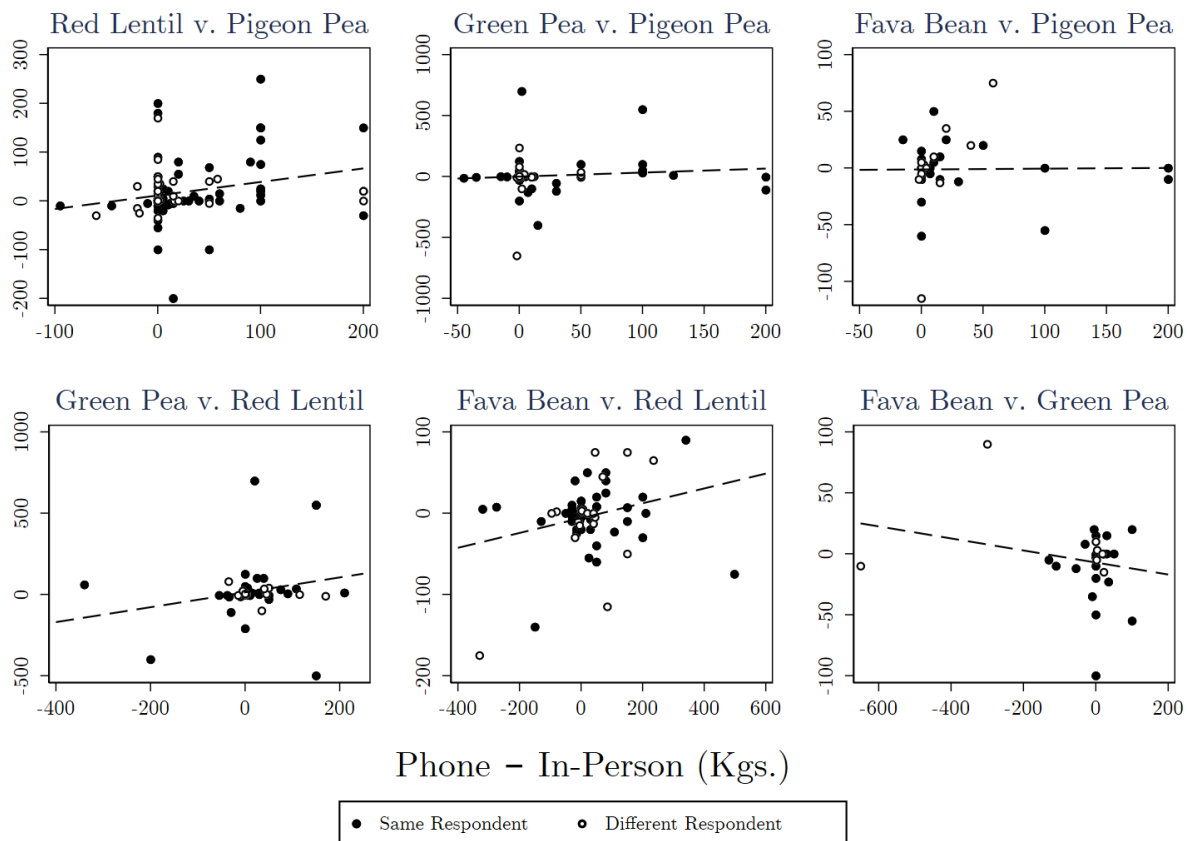 Red Lentil v. Pigeon Pea Green Pea v. Pigeon Pea Fava Bean v. Pigeon Pea
300
200
100
0
-100
-200
-100 0 100 200
1000
500
0
-500
-1000
-50 0 50 100 150 200
100
50
0
-50
-100
-50 0 50 100 150 200
Green Pea v. Red Lentil Fava Bean v. Red Lentil Fava Bean v. Green Pea
1000
500
0
-500
-400 -200 0 200
100
0
-100
-200
-400 -200 0 200 400 600
100
50
0
-50
-100
-600 -400 -200 0 200
Phone – In-Person (Kgs.)
Same Respondent Different Respondent